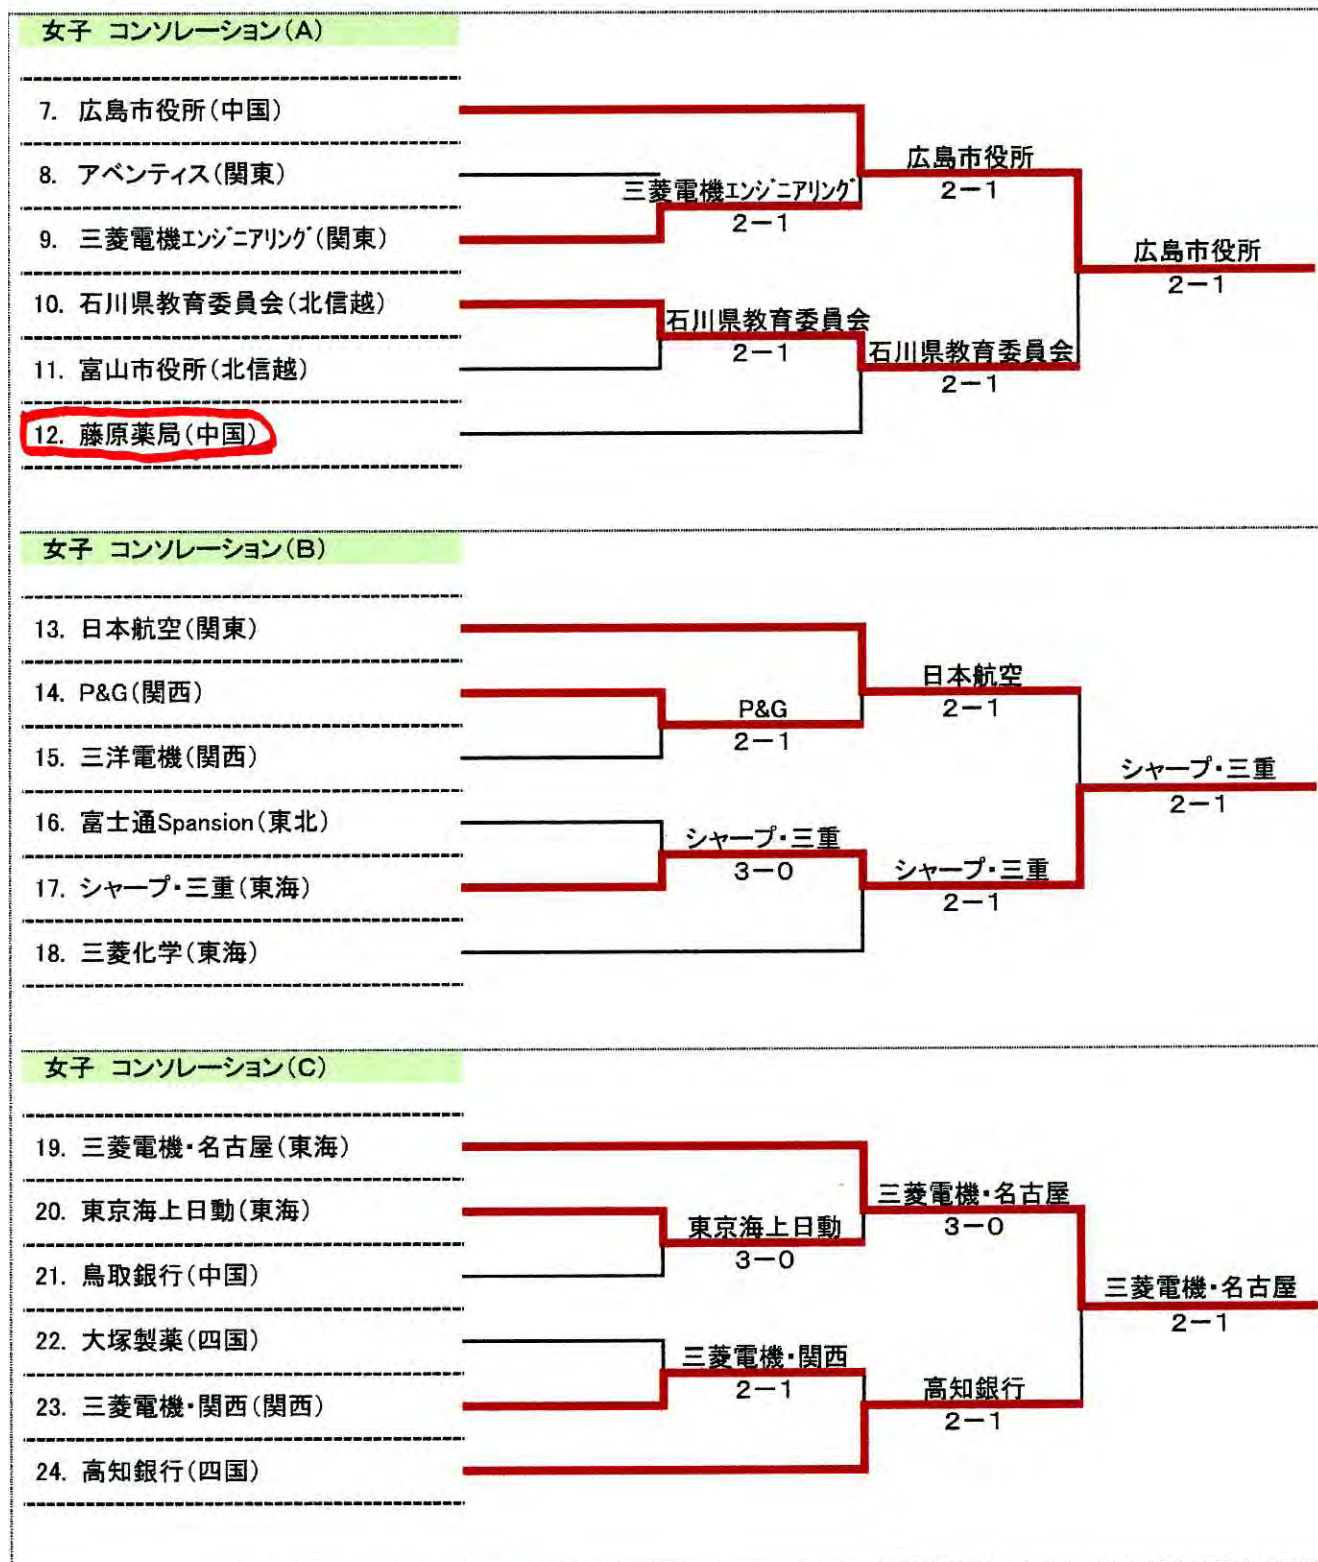 女子 コンソレーション(A)
7. 広島市役所(中国)
8. アベンティス(関東)
9. 三菱電機ｴﾝｼﾞﾆｱﾘﾝｸﾞ(関東)
10. 石川県教育委員会(北信越)
11. 富山市役所(北信越)
12. 藤原薬局(中国)
三菱電機ｴﾝｼﾞﾆｱﾘﾝｸﾞ
2－1
石川県教育委員会
2－1
広島市役所
2－1
石川県教育委員会
2－1
広島市役所
2－1
女子 コンソレーション(B)
13. 日本航空(関東)
14. P&G(関西)
15. 三洋電機(関西)
16. 富士通Spansion(東北)
17. シャープ・三重(東海)
18. 三菱化学(東海)
P&G
2－1
シャープ・三重
3－0
日本航空
2－1
シャープ・三重
2－1
シャープ・三重
2－1
女子 コンソレーション(C)
19. 三菱電機・名古屋(東海)
20. 東京海上日動(東海)
21. 鳥取銀行(中国)
22. 大塚製薬(四国)
23. 三菱電機・関西(関西)
24. 高知銀行(四国)
東京海上日動
3－0
三菱電機・関西
2－1
三菱電機・名古屋
3－0
高知銀行
2－1
三菱電機・名古屋
2－1